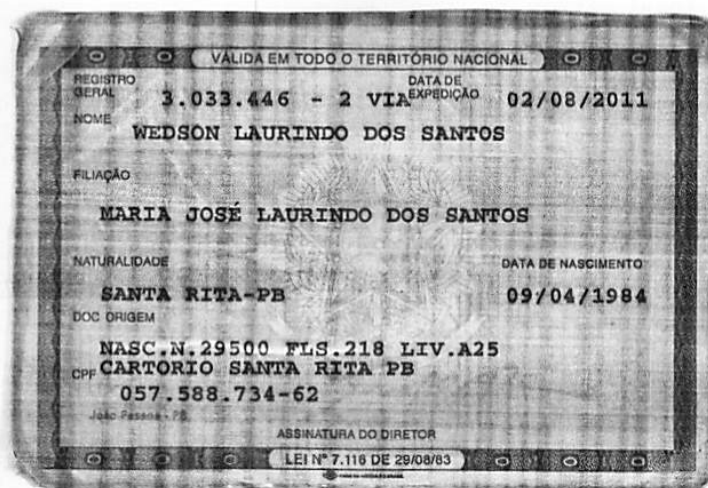 VÁLIDA EM TODO O TERRITÓRIO NACIONAL
REGISTRO GERAL 3.033.446 - 2 VIA DATA DE EXPEDIÇÃO 02/08/2011
NOME
WEDSON LAURINDO DOS SANTOS
FILIAÇÃO
MARIA JOSÉ LAURINDO DOS SANTOS
NATURALIDADE DATA DE NASCIMENTO
SANTA RITA-PB 09/04/1984
DOC ORIGEM
NASC.N.29500 FLS.218 LIV.A25
CARTORIO SANTA RITA PB
CPF 057.588.734-62
João Pessoa - PB
ASSINATURA DO DIRETOR
LEI Nº 7.116 DE 29/08/83